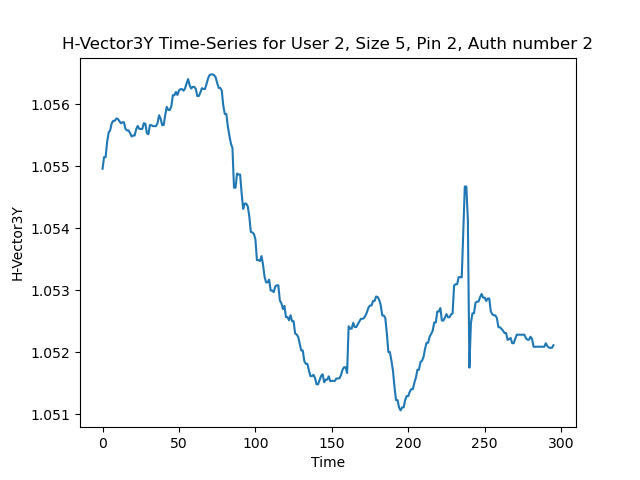 H-Vector3Y Time-Series for User 2, Size 5, Pin 2, Auth number 2
1.056
1.055
1.054
1.053
1.052
1.051
H-Vector3Y
0 50 100 150 200 250 300
Time